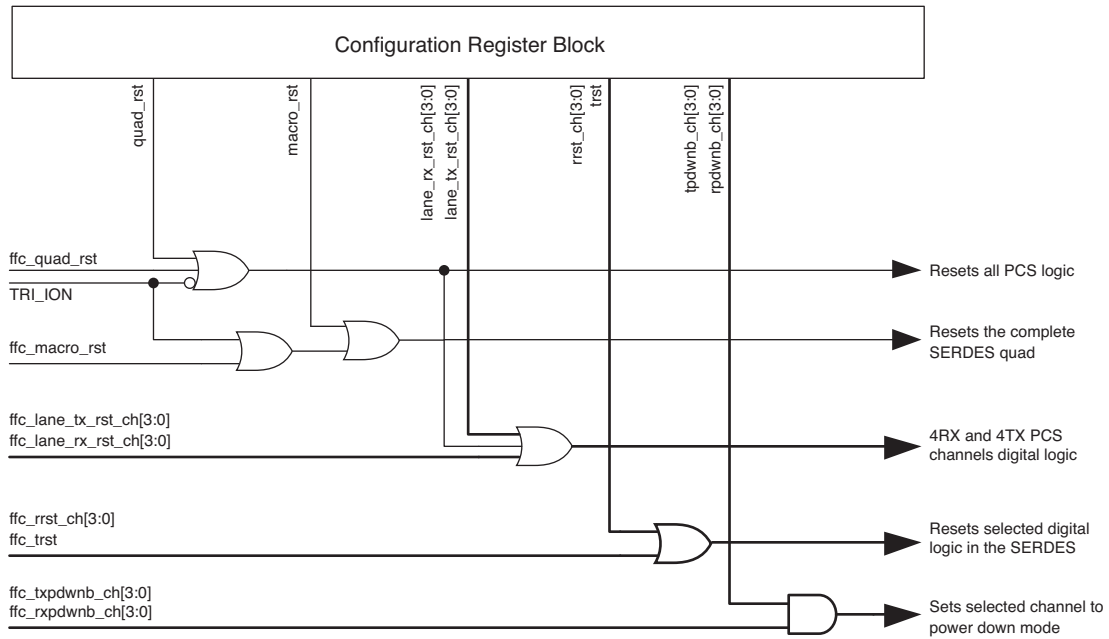 Configuration Register Block
quad_rst
macro_rst
lane_rx_rst_ch[3:0]
lane_tx_rst_ch[3:0]
rrst_ch[3:0]
trst
tpdwnb_ch[3:0]
rpdwnb_ch[3:0]
ffc_quad_rst
TRI_ION
Resets all PCS logic
ffc_macro_rst
Resets the complete
SERDES quad
ffc_lane_tx_rst_ch[3:0]
ffc_lane_rx_rst_ch[3:0]
4RX and 4TX PCS
channels digital logic
ffc_rrst_ch[3:0]
ffc_trst
Resets selected digital
logic in the SERDES
ffc_txpdwnb_ch[3:0]
ffc_rxpdwnb_ch[3:0]
Sets selected channel to
power down mode